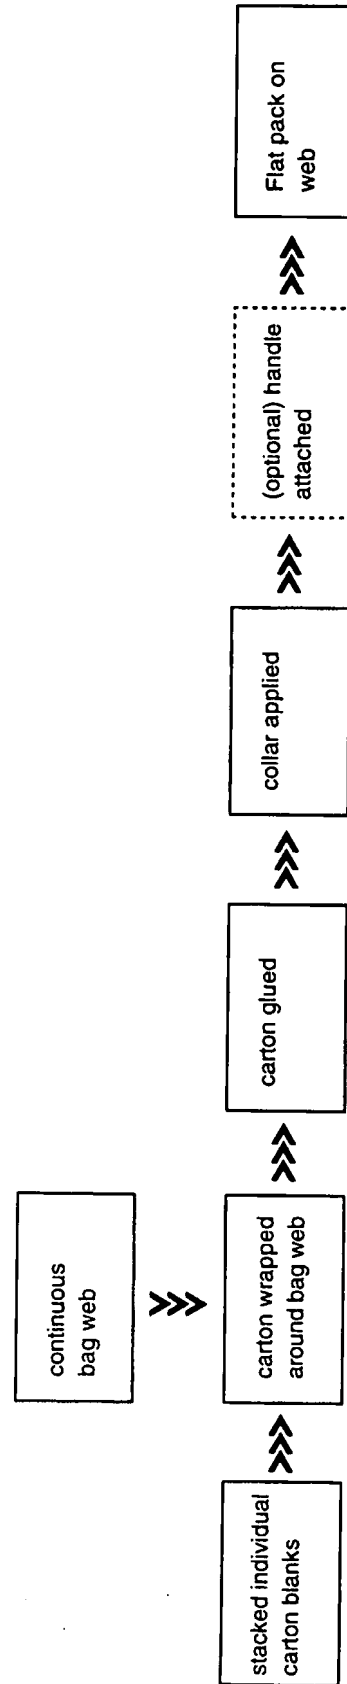 continuous
bag web
stacked individual
carton blanks
carton wrapped
around bag web
carton glued
collar applied
(optional) handle
attached
Flat pack on
web